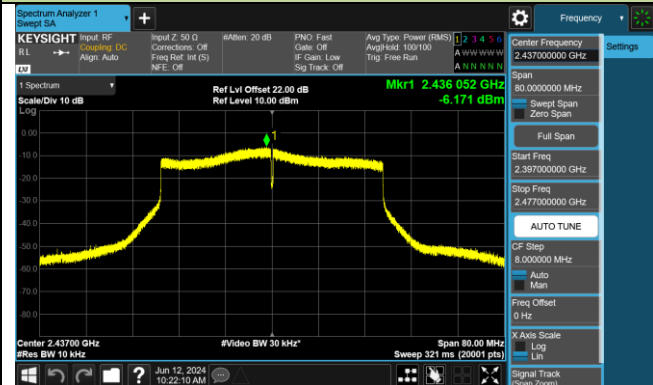 Spectrum Analyzer 1
Swept SA
+
Frequency
KEYSIGHT
RL
LXI
Input: RF
Coupling: DC
Align: Auto
Input Z: 50 Ω
Corrections: Off
Freq Ref: Int (S)
NFE: Off
#Atten: 20 dB
PNO: Fast
Gate: Off
IF Gain: Low
Sig Track: Off
Avg Type: Power (RMS)
Avg|Hold: 100/100
Trig: Free Run
1 2 3 4 5 6
A W W W W W
A N N N N N
1 Spectrum
Scale/Div 10 dB
Log
Ref Lvl Offset 22.00 dB
Ref Level 10.00 dBm
Mkr1 2.436 052 GHz
-6.171 dBm
1
0.00
-10.0
-20.0
-30.0
-40.0
-50.0
-60.0
-70.0
-80.0
Center 2.43700 GHz
#Res BW 10 kHz
#Video BW 30 kHz*
Span 80.00 MHz
Sweep 321 ms (20001 pts)
Jun 12, 2024
10:22:10 AM
?
Center Frequency
2.437000000 GHz
Span
80.0000000 MHz
Swept Span
Zero Span
Full Span
Start Freq
2.397000000 GHz
Stop Freq
2.477000000 GHz
AUTO TUNE
CF Step
8.000000 MHz
Auto
Man
Freq Offset
0 Hz
X Axis Scale
Log
Lin
Signal Track
(Span Zoom)
Settings